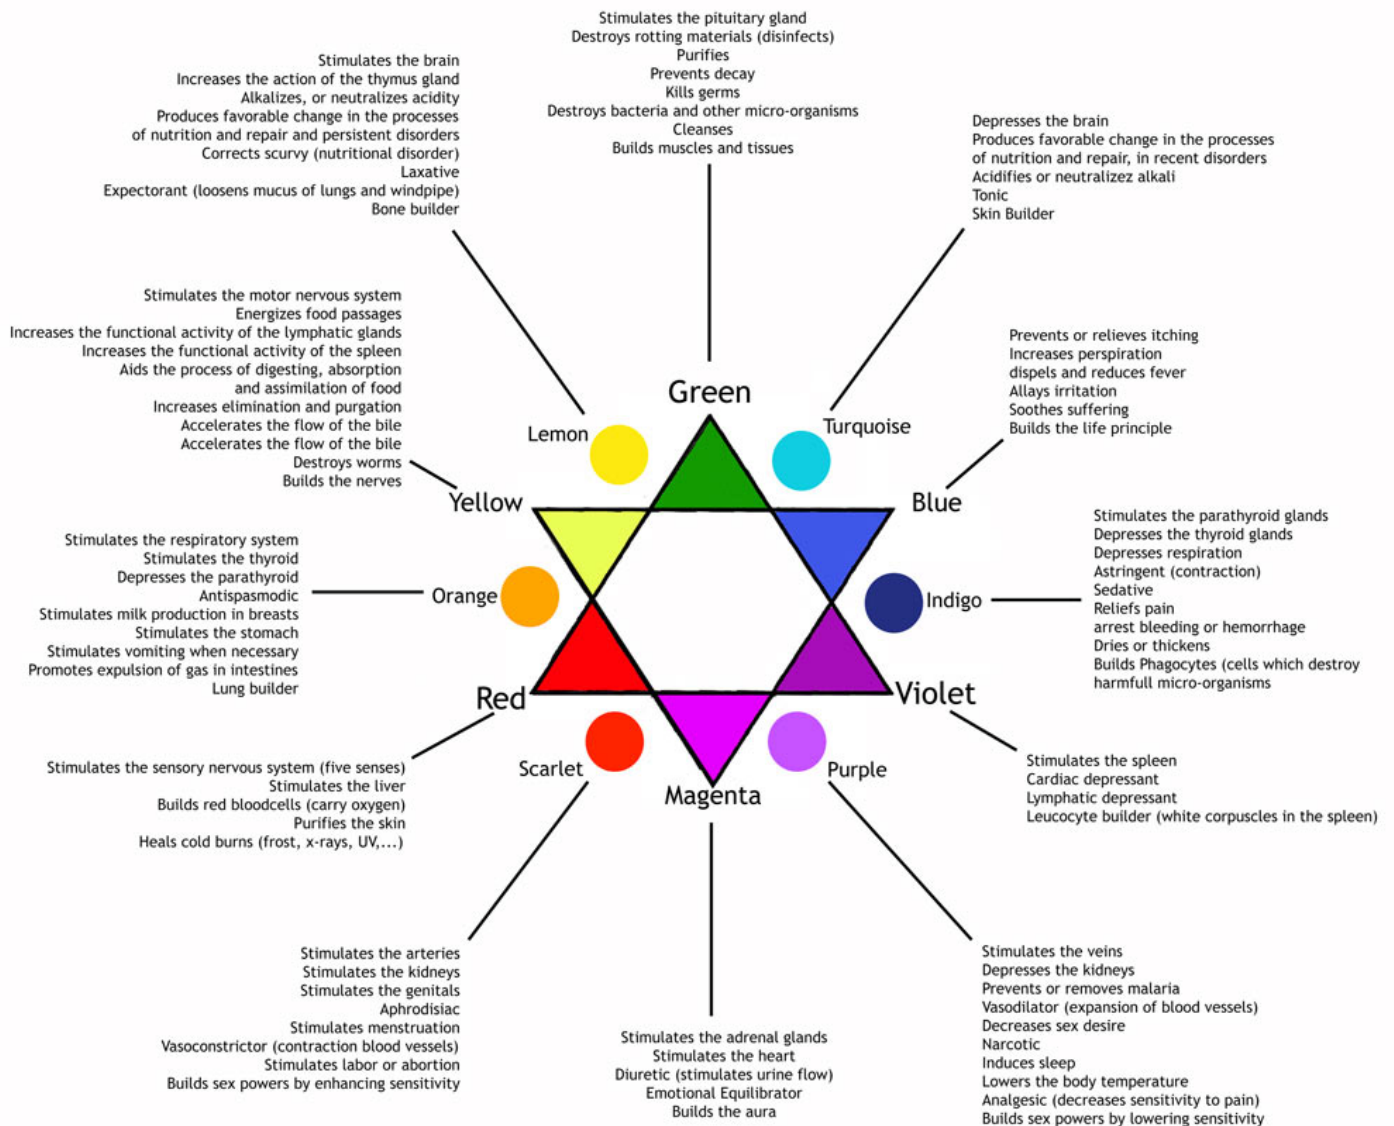 Stimulates the pituitary gland
Destroys rotting materials (disinfects)
Purifies
Prevents decay
Kills germs
Destroys bacteria and other micro-organisms
Cleanses
Builds muscles and tissues
Stimulates the brain
Increases the action of the thymus gland
Alkalizes, or neutralizes acidity
Produces favorable change in the processes
of nutrition and repair and persistent disorders
Corrects scurvy (nutritional disorder)
Laxative
Expectorant (loosens mucus of lungs and windpipe)
Bone builder
Depresses the brain
Produces favorable change in the processes
of nutrition and repair, in recent disorders
Acidifies or neutralizez alkali
Tonic
Skin Builder
Stimulates the motor nervous system
Energizes food passages
Increases the functional activity of the lymphatic glands
Increases the functional activity of the spleen
Aids the process of digesting, absorption
and assimilation of food
Increases elimination and purgation
Accelerates the flow of the bile
Accelerates the flow of the bile
Destroys worms
Builds the nerves
Prevents or relieves itching
Increases perspiration
dispels and reduces fever
Allays irritation
Soothes suffering
Builds the life principle
Green
Lemon
Turquoise
Yellow
Blue
Stimulates the respiratory system
Stimulates the thyroid
Depresses the parathyroid
Antispasmodic
Stimulates milk production in breasts
Stimulates the stomach
Stimulates vomiting when necessary
Promotes expulsion of gas in intestines
Lung builder
Orange
Indigo
Stimulates the parathyroid glands
Depresses the thyroid glands
Depresses respiration
Astringent (contraction)
Sedative
Reliefs pain
arrest bleeding or hemorrhage
Dries or thickens
Builds Phagocytes (cells which destroy
harmfull micro-organisms
Red
Violet
Scarlet
Purple
Magenta
Stimulates the sensory nervous system (five senses)
Stimulates the liver
Builds red bloodcells (carry oxygen)
Purifies the skin
Heals cold burns (frost, x-rays, UV,...)
Stimulates the spleen
Cardiac depressant
Lymphatic depressant
Leucocyte builder (white corpuscles in the spleen)
Stimulates the arteries
Stimulates the kidneys
Stimulates the genitals
Aphrodisiac
Stimulates menstruation
Vasoconstrictor (contraction blood vessels)
Stimulates labor or abortion
Builds sex powers by enhancing sensitivity
Stimulates the adrenal glands
Stimulates the heart
Diuretic (stimulates urine flow)
Emotional Equilibrator
Builds the aura
Stimulates the veins
Depresses the kidneys
Prevents or removes malaria
Vasodilator (expansion of blood vessels)
Decreases sex desire
Narcotic
Induces sleep
Lowers the body temperature
Analgesic (decreases sensitivity to pain)
Builds sex powers by lowering sensitivity